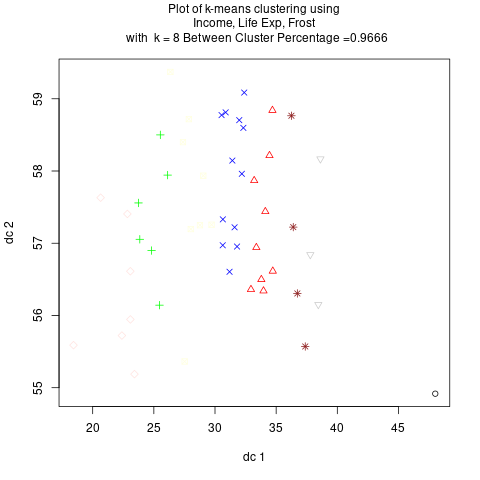 Plot of k-means clustering using
Income, Life Exp, Frost
with  k = 8 Between Cluster Percentage =0.9666
59
58
57
56
55
dc 2
20 25 30 35 40 45
dc 1